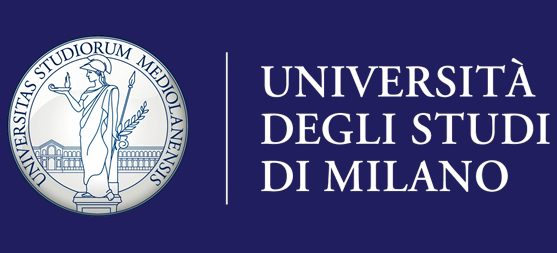 UNIVERSITAS STUDIORUM MEDIOLANENSIS
UNIVERSITÀ
DEGLI STUDI
DI MILANO